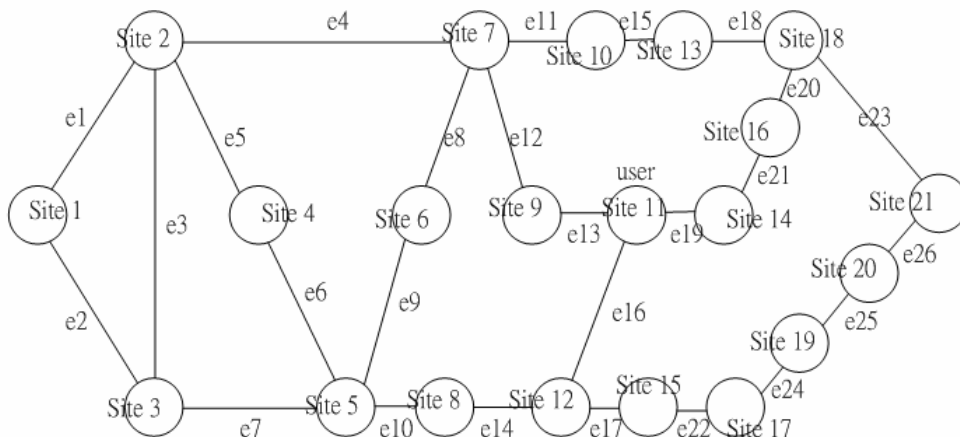 e4
e11
e15
e18
Site 2
Site 7
Site 10
Site 13
Site 18
e1
e5
e8
e12
e20
e23
Site 16
user
e21
Site 1
Site 4
Site 6
Site 9
Site 11
Site 14
Site 21
e3
e13
e19
e26
Site 20
e2
e6
e9
e16
e25
Site 19
e24
Site 3
Site 5
Site 8
Site 12
Site 15
Site 17
e7
e10
e14
e17
e22